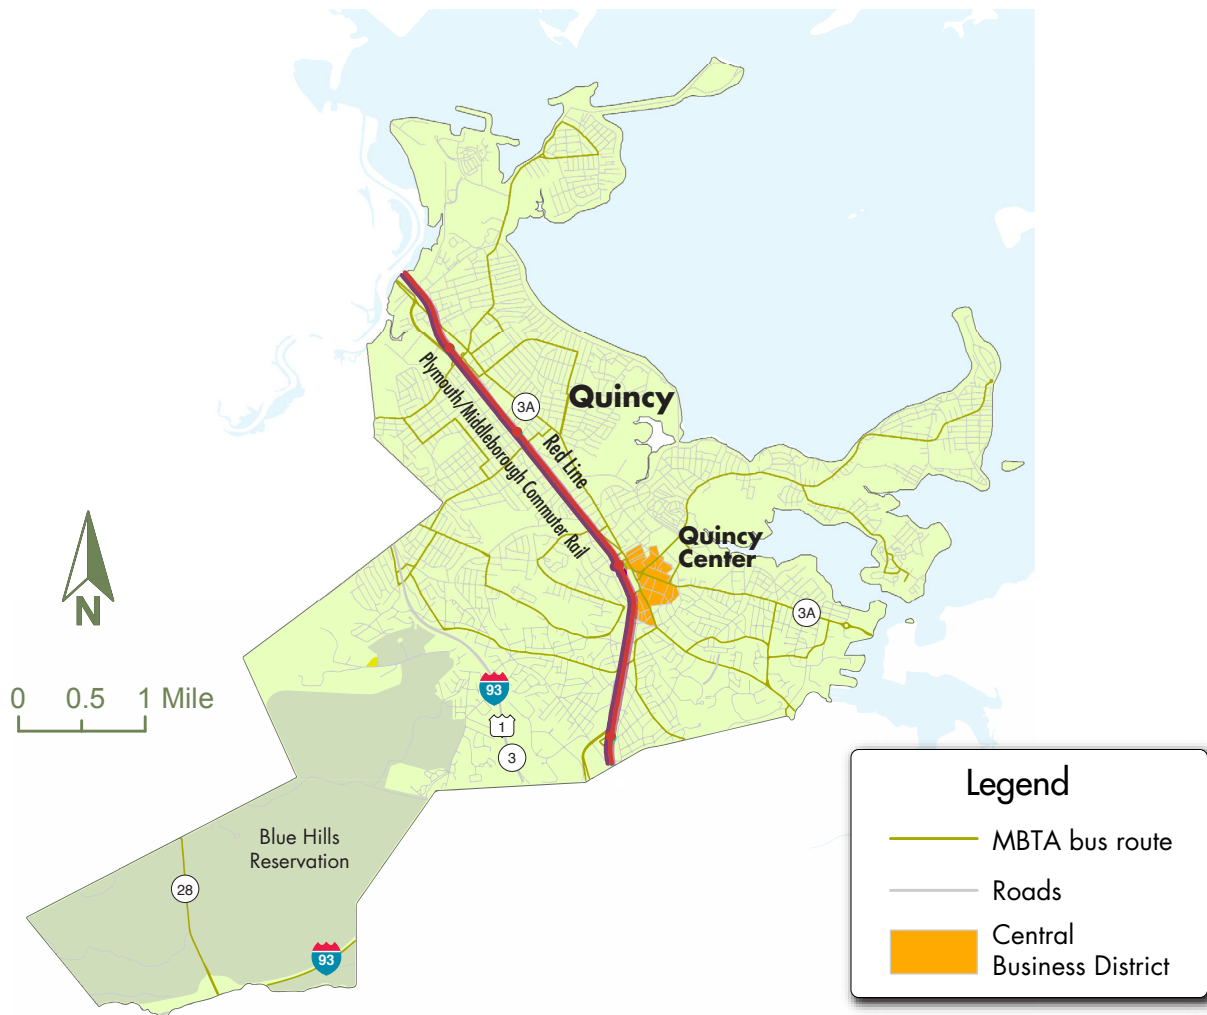 Quincy
3A
Red Line
Plymouth/Middleborough Commuter Rail
Quincy
Center
3A
N
0 0.5 1 Mile
93
1
3
Blue Hills
Reservation
28
93
Legend
MBTA bus route
Roads
Central
Business District